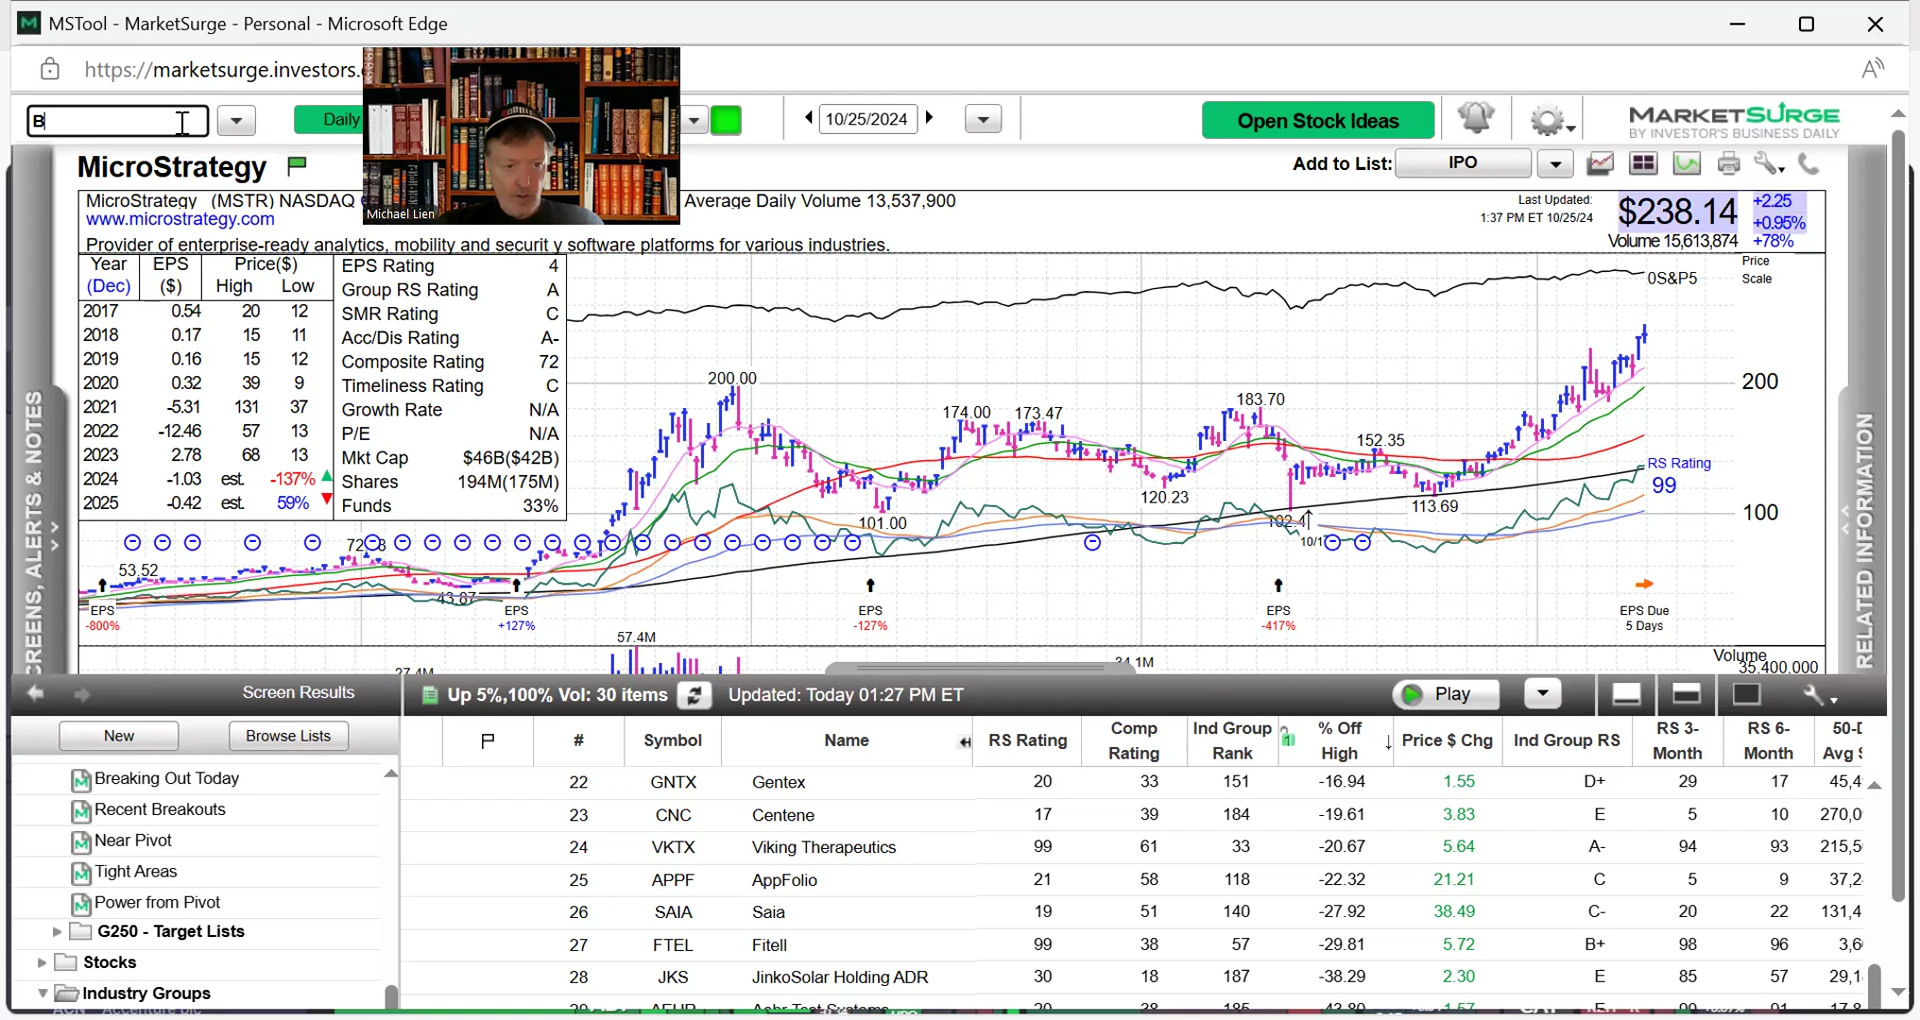 MSTool - MarketSurge - Personal - Microsoft Edge
https://marketsurge.investors.
B
Daily
10/25/2024
Open Stock Ideas
MARKETSURGE
BY INVESTOR'S BUSINESS DAILY
Michael Lien
MicroStrategy
Add to List:
IPO
MicroStrategy (MSTR) NASDAQ
Average Daily Volume 13,537,900
www.microstrategy.com
Provider of enterprise-ready analytics, mobility and securit y software platforms for various industries.
Last Updated:
1:37 PM ET 10/25/24
$238.14
+2.25
+0.95%
Volume 15,613,874 +78%
Year EPS Price($)
(Dec) ($) High Low
2017 0.54 20 12
2018 0.17 15 11
2019 0.16 15 12
2020 0.32 39 9
2021 -5.31 131 37
2022 -12.46 57 13
2023 2.78 68 13
2024 -1.03 est. -137%
2025 -0.42 est. 59%
EPS Rating 4
Group RS Rating A
SMR Rating C
Acc/Dis Rating A-
Composite Rating 72
Timeliness Rating C
Growth Rate N/A
P/E N/A
Mkt Cap $46B($42B)
Shares 194M(175M)
Funds 33%
Price
Scale
0S&P5
200.00
174.00
173.47
183.70
152.35
200
RS Rating
99
120.23
113.69
101.00
100
53.52
43.87
EPS
-800%
EPS
+127%
EPS
-127%
EPS
-417%
EPS Due
5 Days
57.4M
Volume
35,400,000
RELATED INFORMATION
Screen Results
Up 5%,100% Vol: 30 items
Updated: Today 01:27 PM ET
Play
New
Browse Lists
Breaking Out Today
Recent Breakouts
Near Pivot
Tight Areas
Power from Pivot
G250 - Target Lists
Stocks
Industry Groups
# Symbol Name RS Rating Comp Rating Ind Group Rank % Off High Price $ Chg Ind Group RS RS 3-Month RS 6-Month
22 GNTX Gentex 20 33 151 -16.94 1.55 D+ 29 17 45,4
23 CNC Centene 17 39 184 -19.61 3.83 E 5 10 270,0
24 VKTX Viking Therapeutics 99 61 33 -20.67 5.64 A- 94 93 215,5
25 APPF AppFolio 21 58 118 -22.32 21.21 C 5 9 37,2
26 SAIA Saia 19 51 140 -27.92 38.49 C- 20 22 131,4
27 FTEL Fitell 99 38 57 -29.81 5.72 B+ 98 96 3,6
28 JKS JinkoSolar Holding ADR 30 18 187 -38.29 2.30 E 85 57 29,1